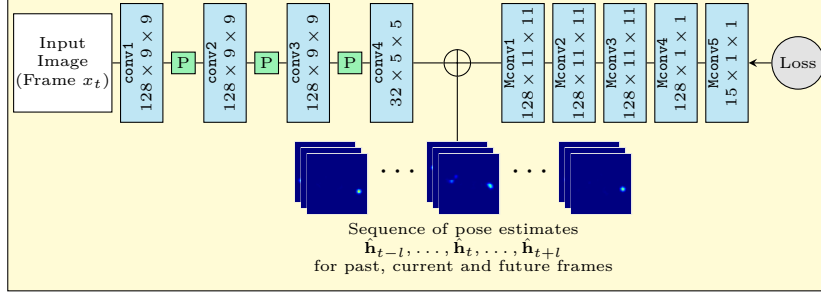 Input
Image
(Frame x_t)
conv1
128 × 9 × 9
P
conv2
128 × 9 × 9
P
conv3
128 × 9 × 9
P
conv4
32 × 5 × 5
Mconv1
128 × 11 × 11
Mconv2
128 × 11 × 11
Mconv3
128 × 11 × 11
Mconv4
128 × 1 × 1
Mconv5
15 × 1 × 1
Loss
· · ·
· · ·
Sequence of pose estimates
ĥ_{t−l}, . . . , ĥ_t, . . . , ĥ_{t+l}
for past, current and future frames